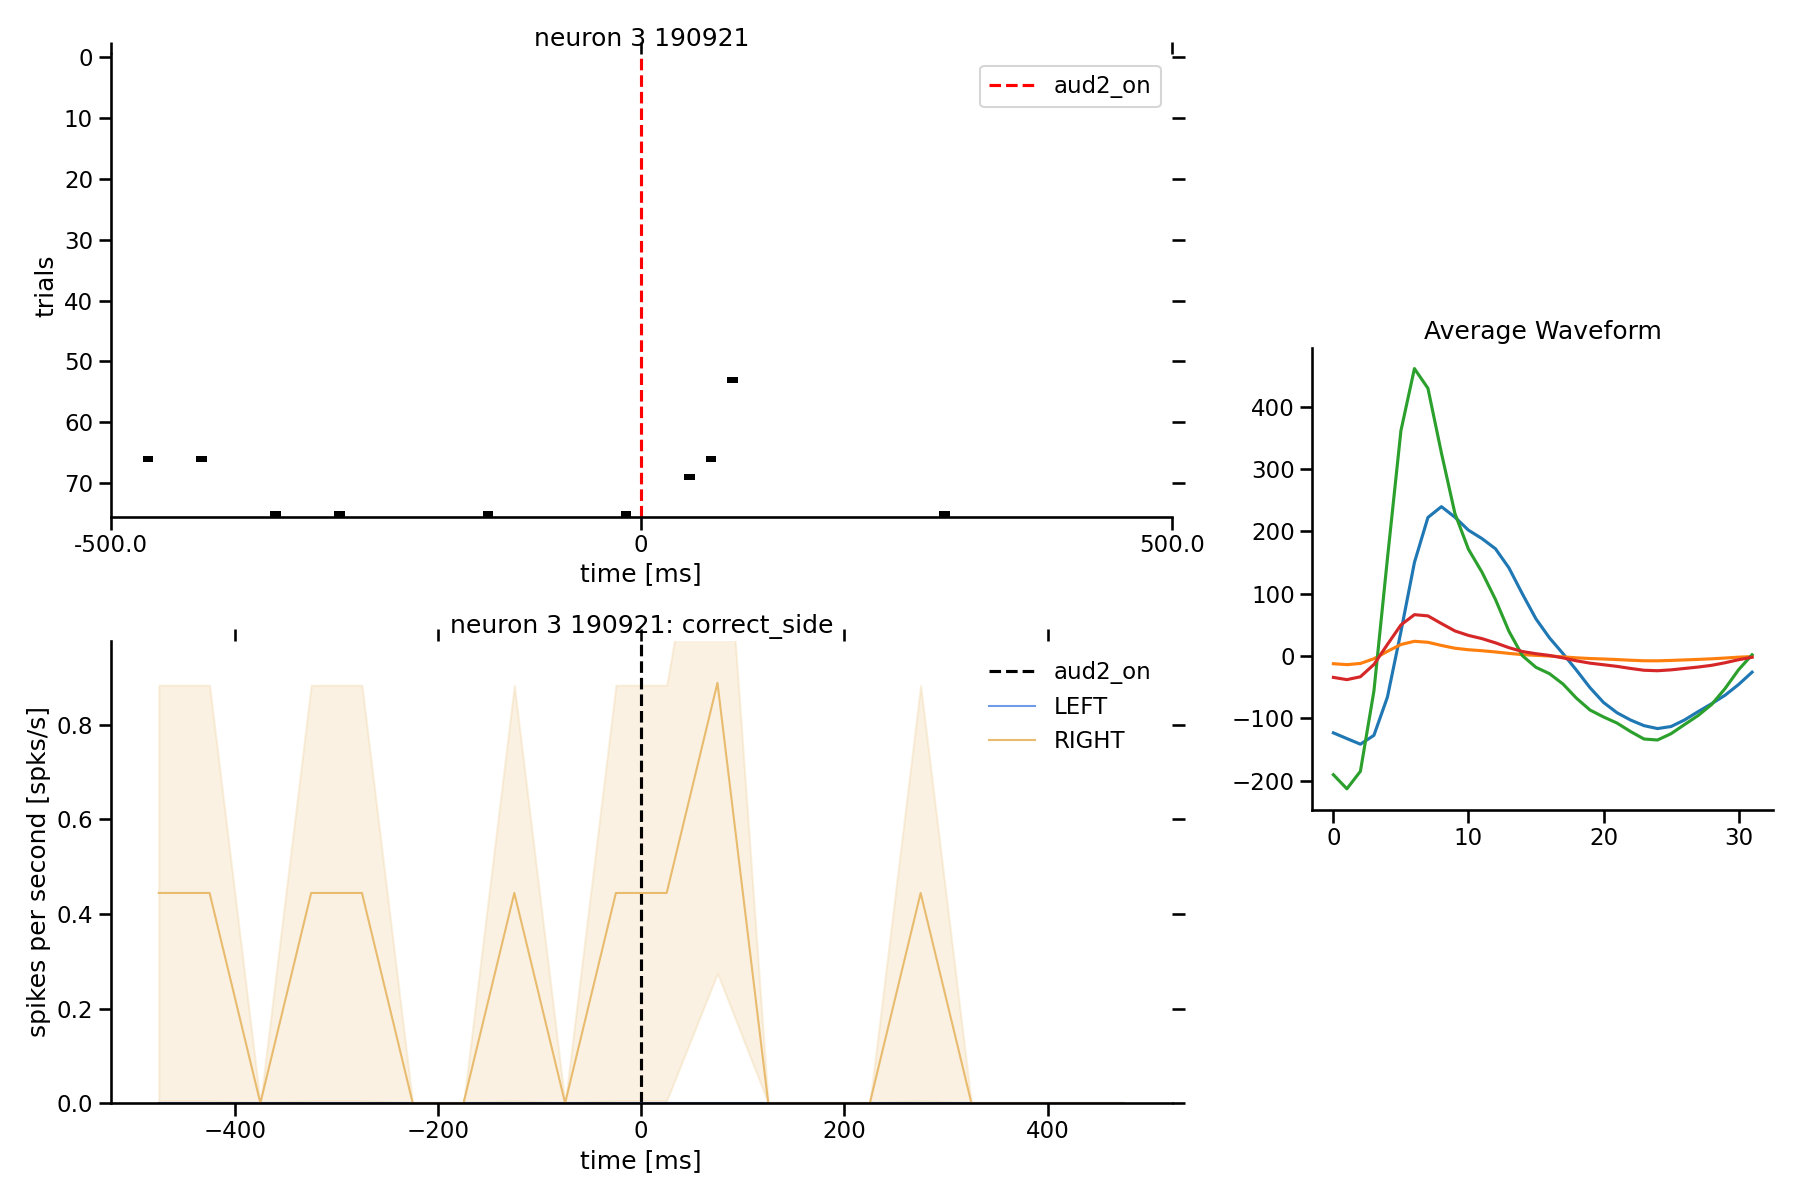 neuron 3 190921
0
10
20
30
40
50
60
70
trials
aud2_on
-500.0
0
500.0
time [ms]
neuron 3 190921: correct_side
0.8
0.6
0.4
0.2
0.0
spikes per second [spks/s]
aud2_on
LEFT
RIGHT
−400
−200
0
200
400
time [ms]
Average Waveform
400
300
200
100
0
−100
−200
0
10
20
30